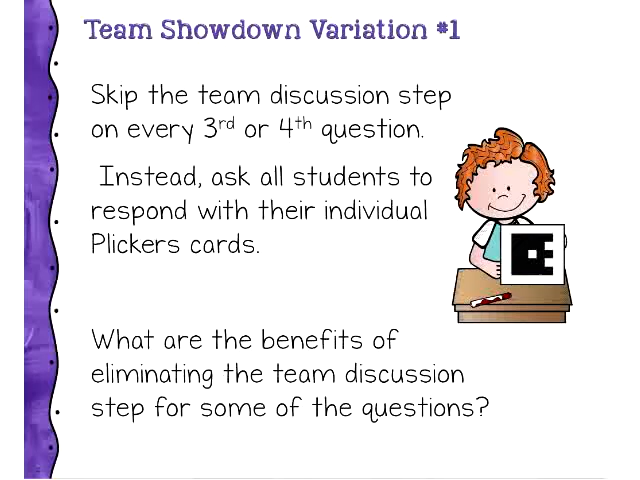 Team Showdown Variation #1
Skip the team discussion step
on every 3rd or 4th question.
Instead, ask all students to
respond with their individual
Plickers cards.
What are the benefits of
eliminating the team discussion
step for some of the questions?